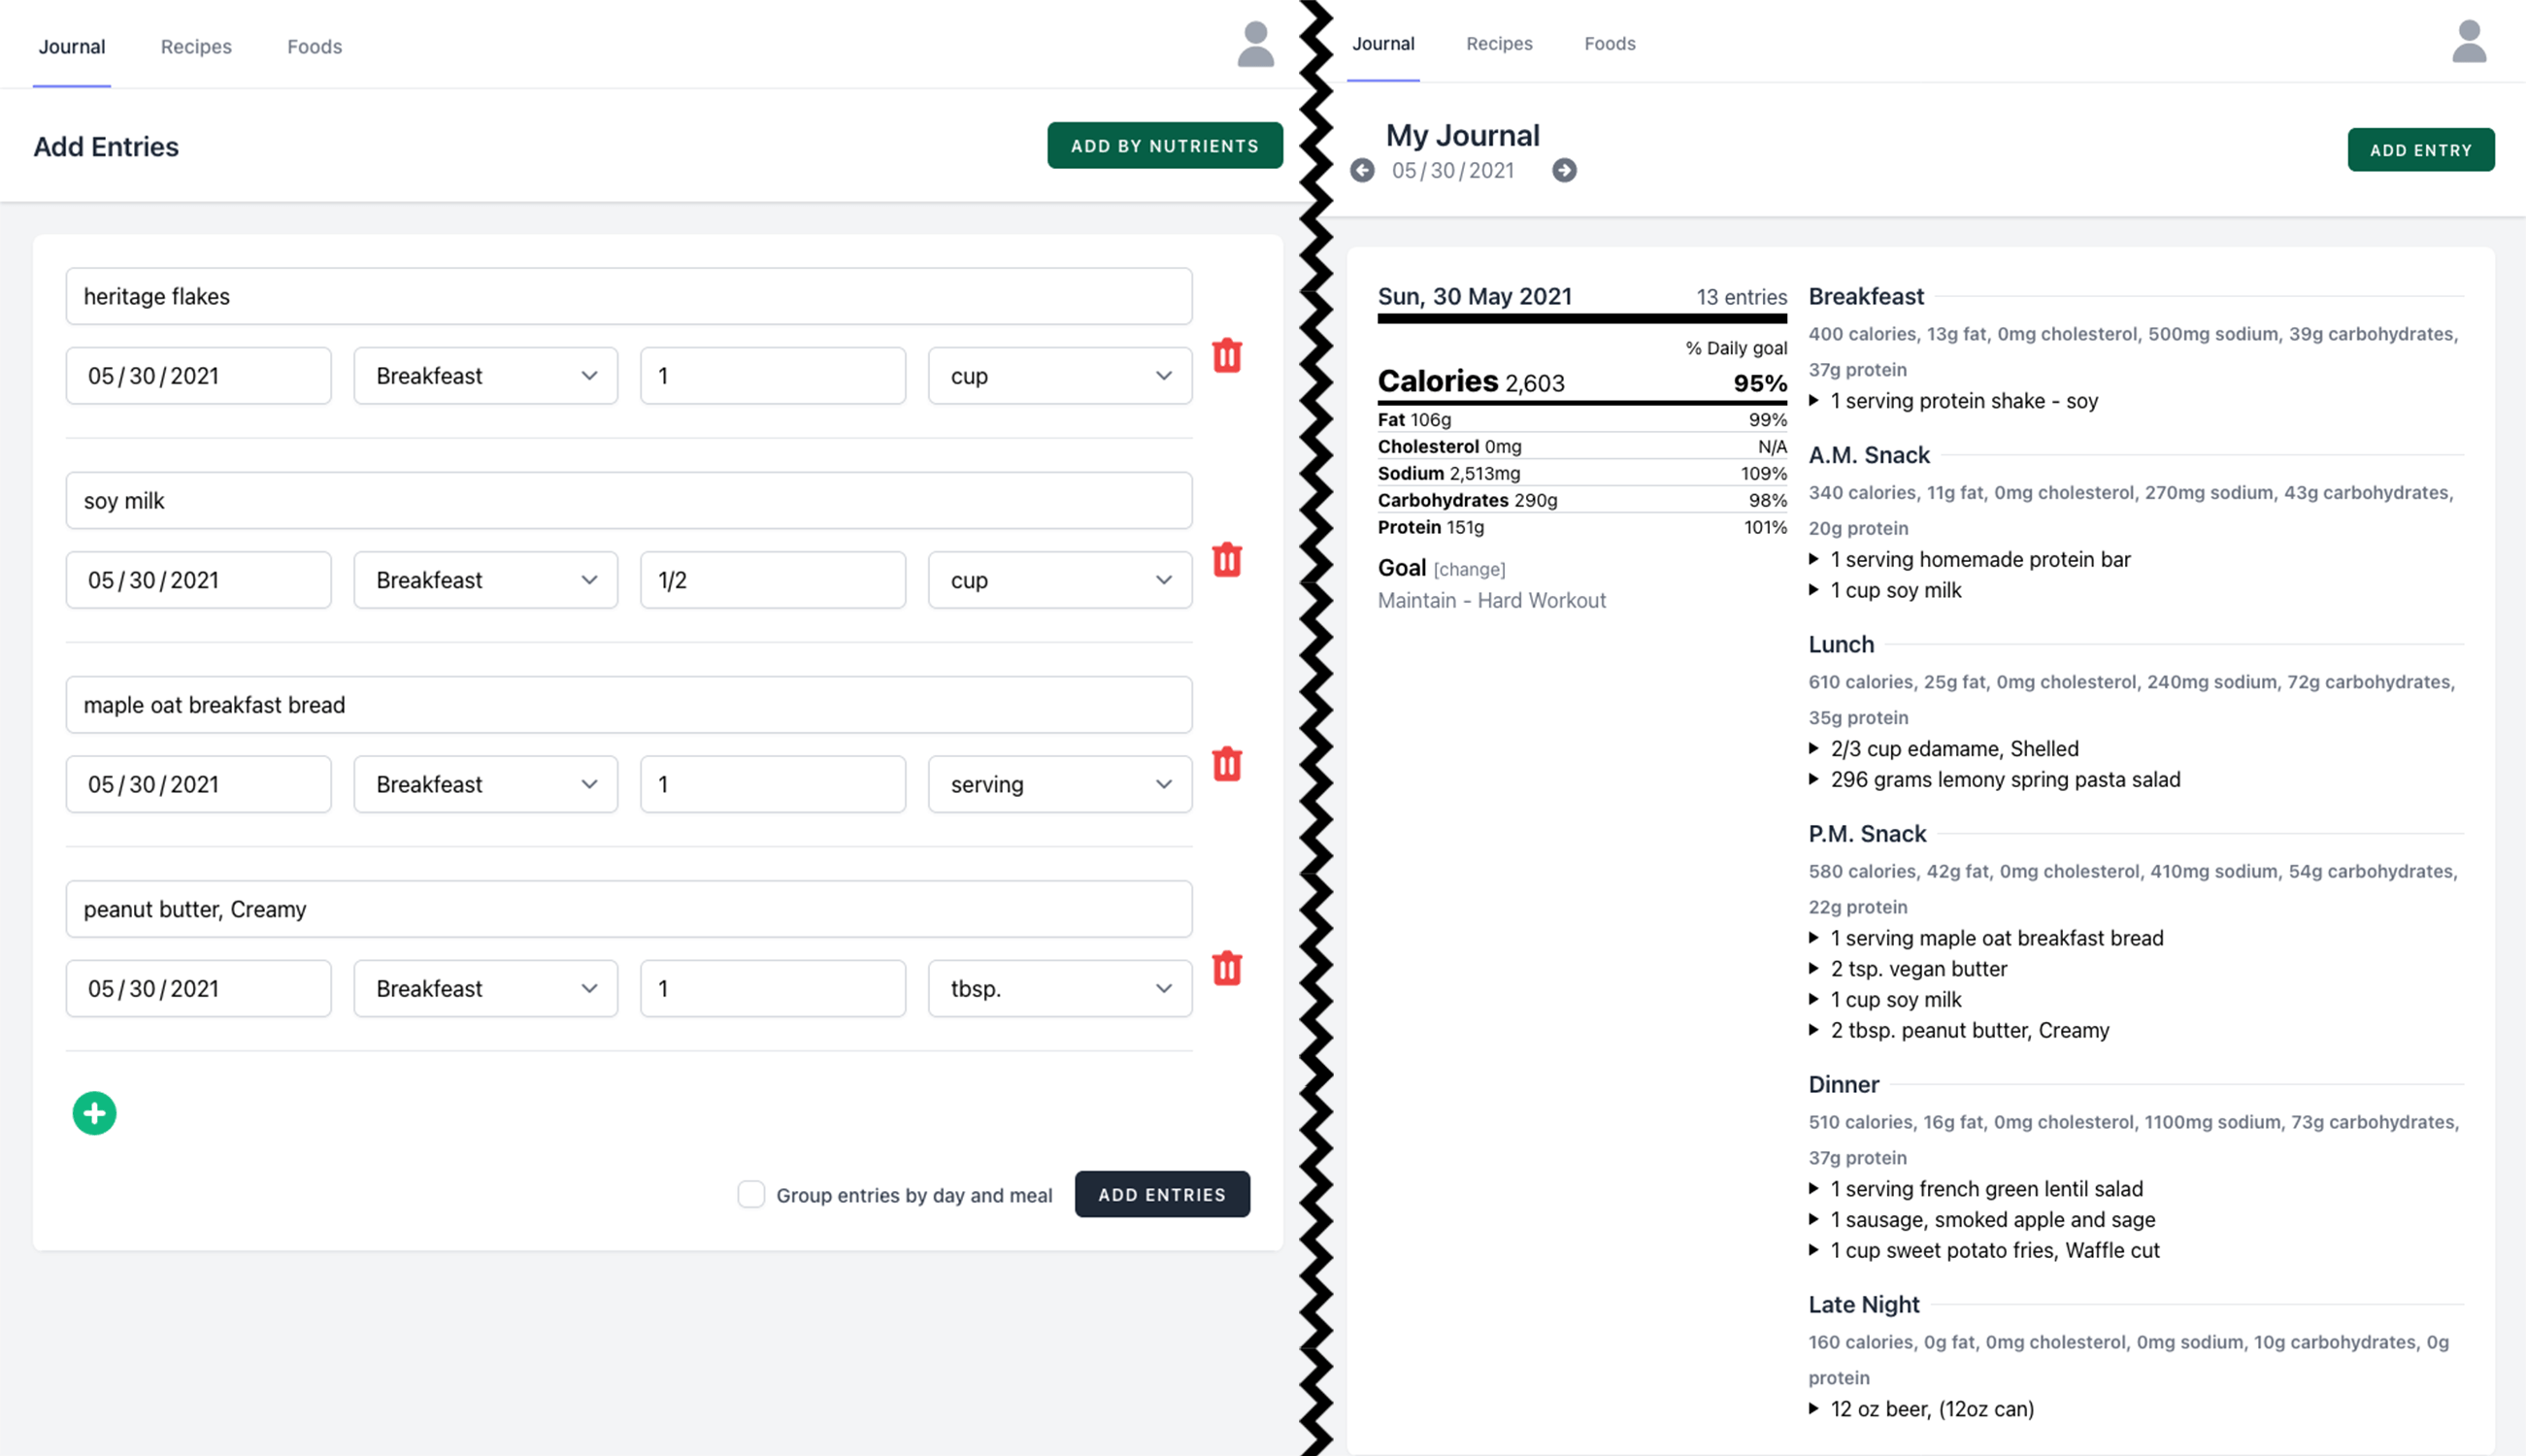 Journal Recipes Foods
Add Entries ADD BY NUTRIENTS
heritage flakes
05/30/2021 Breakfeast 1 cup
soy milk
05/30/2021 Breakfeast 1/2 cup
maple oat breakfast bread
05/30/2021 Breakfeast 1 serving
peanut butter, Creamy
05/30/2021 Breakfeast 1 tbsp.
Group entries by day and meal ADD ENTRIES
Journal Recipes Foods
My Journal
05/30/2021
ADD ENTRY
Sun, 30 May 2021 13 entries
% Daily goal
Calories 2,603 95%
Fat 106g 99%
Cholesterol 0mg N/A
Sodium 2,513mg 109%
Carbohydrates 290g 98%
Protein 151g 101%
Goal [change]
Maintain - Hard Workout
Breakfeast
400 calories, 13g fat, 0mg cholesterol, 500mg sodium, 39g carbohydrates,
37g protein
1 serving protein shake - soy
A.M. Snack
340 calories, 11g fat, 0mg cholesterol, 270mg sodium, 43g carbohydrates,
20g protein
1 serving homemade protein bar
1 cup soy milk
Lunch
610 calories, 25g fat, 0mg cholesterol, 240mg sodium, 72g carbohydrates,
35g protein
2/3 cup edamame, Shelled
296 grams lemony spring pasta salad
P.M. Snack
580 calories, 42g fat, 0mg cholesterol, 410mg sodium, 54g carbohydrates,
22g protein
1 serving maple oat breakfast bread
2 tsp. vegan butter
1 cup soy milk
2 tbsp. peanut butter, Creamy
Dinner
510 calories, 16g fat, 0mg cholesterol, 1100mg sodium, 73g carbohydrates,
37g protein
1 serving french green lentil salad
1 sausage, smoked apple and sage
1 cup sweet potato fries, Waffle cut
Late Night
160 calories, 0g fat, 0mg cholesterol, 0mg sodium, 10g carbohydrates, 0g
protein
12 oz beer, (12oz can)